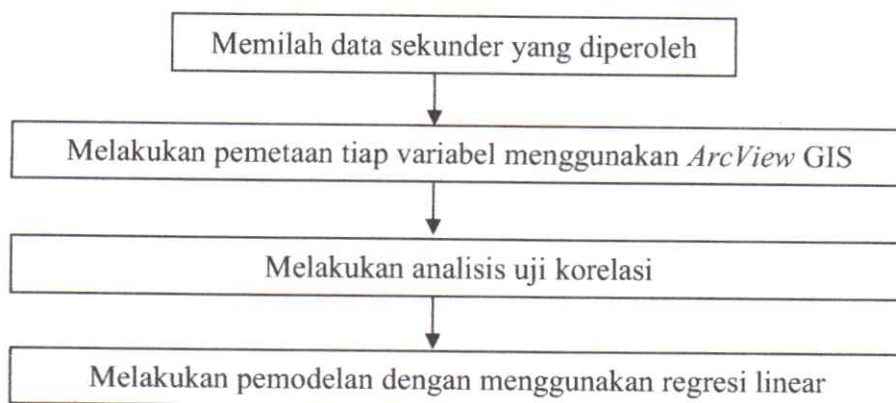 Memilah data sekunder yang diperoleh
Melakukan pemetaan tiap variabel menggunakan ArcView GIS
Melakukan analisis uji korelasi
Melakukan pemodelan dengan menggunakan regresi linear